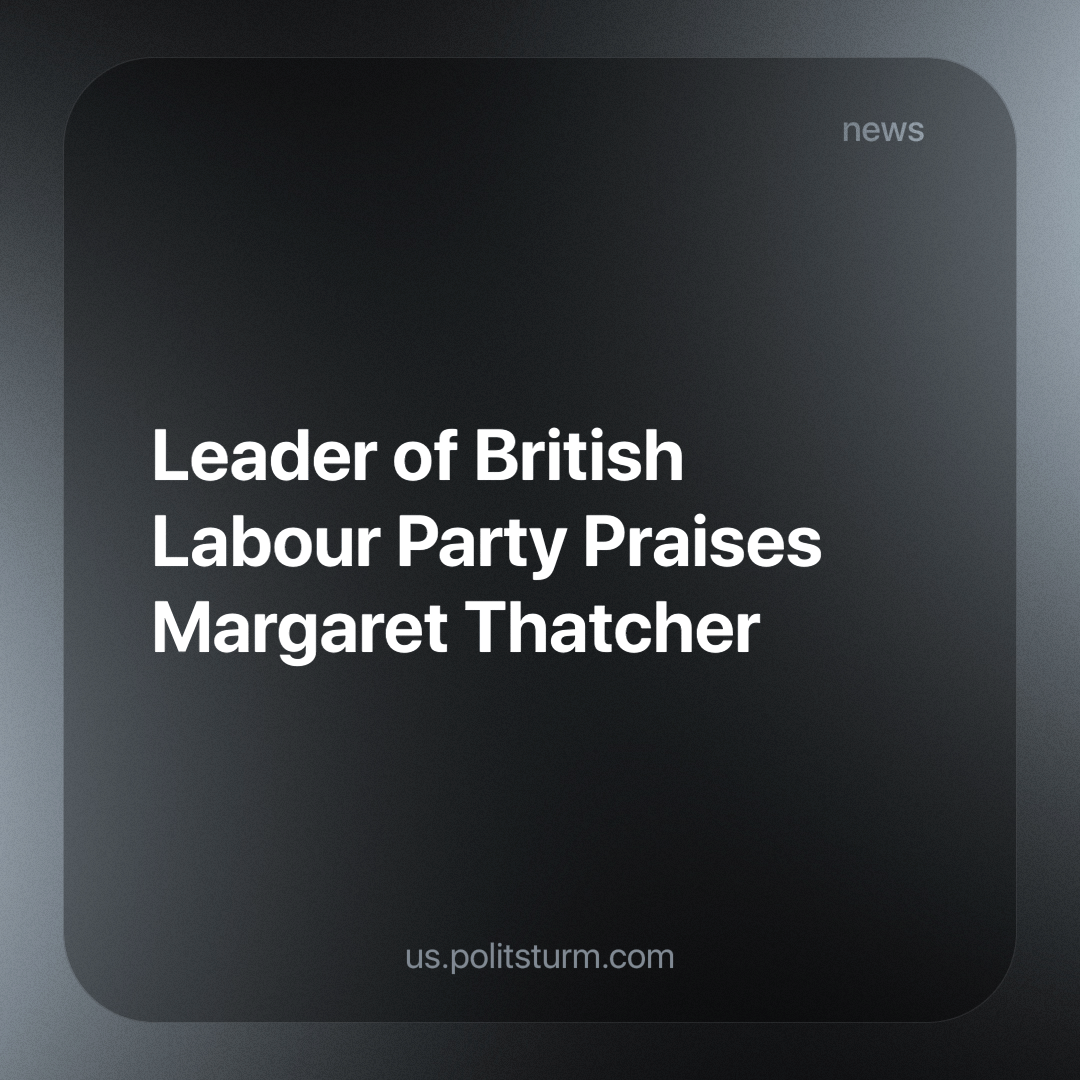 news
Leader of British
Labour Party Praises
Margaret Thatcher
us.politsturm.com